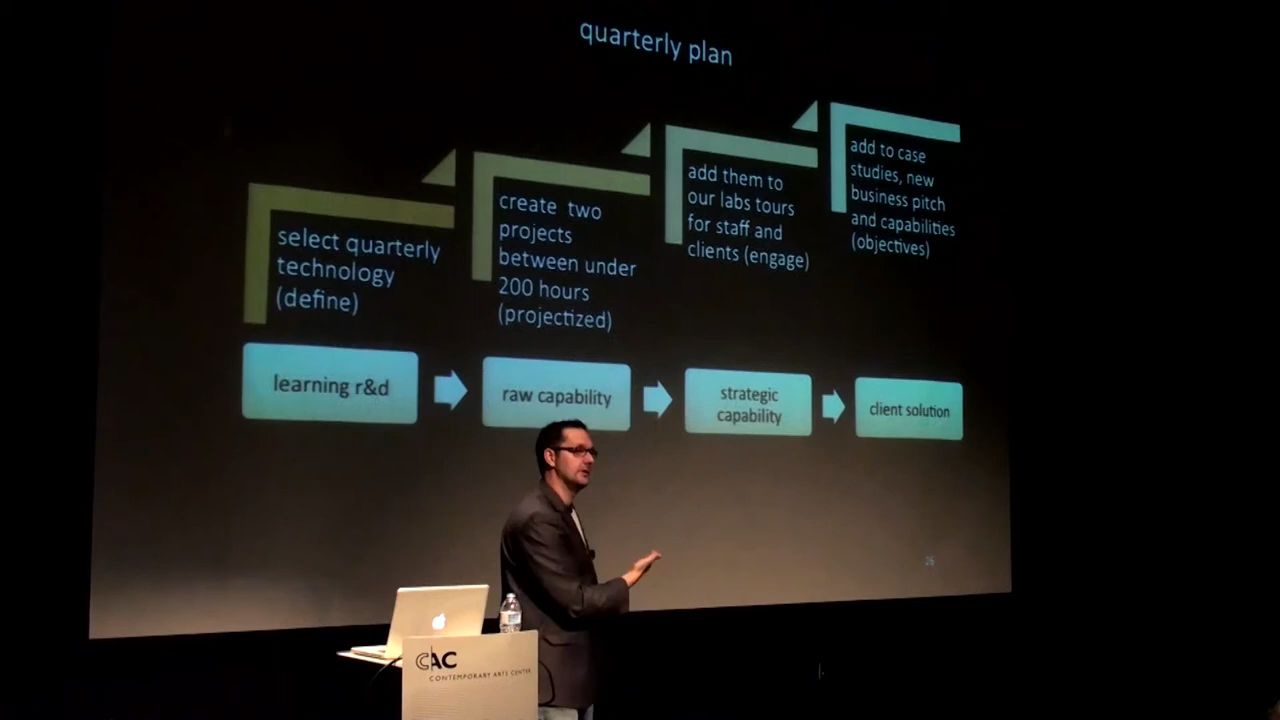 quarterly plan
select quarterly
technology
(define)
create two
projects
between under
200 hours
(projectized)
add them to
our labs tours
for staff and
clients (engage)
add to case
studies, new
business pitch
and capabilities
(objectives)
learning r&d
raw capability
strategic
capability
client solution
26
CAC
CONTEMPORARY ARTS CENTER